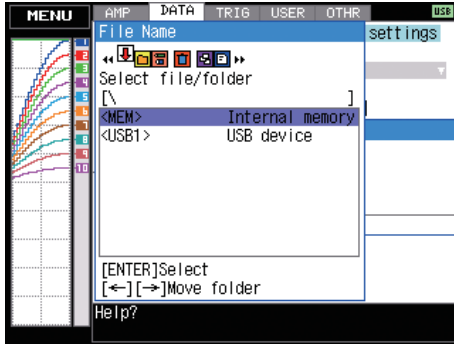 MENU
AMP DATA TRIG USER OTHR USB
File Name
settings
Select file/folder
[\ ]
<MEM> Internal memory
<USB1> USB device
1
2
3
4
5
6
7
8
9
10
[ENTER]Select
[←][→]Move folder
Help?